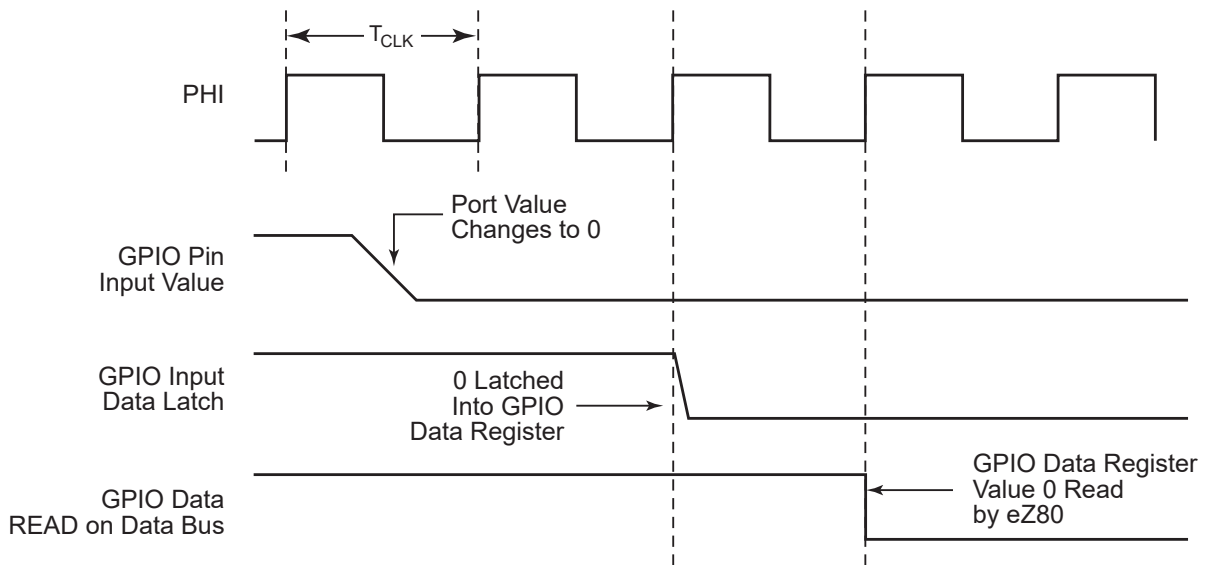 TCLK
PHI
Port Value
Changes to 0
GPIO Pin
Input Value
GPIO Input
Data Latch
0 Latched
Into GPIO
Data Register
GPIO Data
READ on Data Bus
GPIO Data Register
Value 0 Read
by eZ80